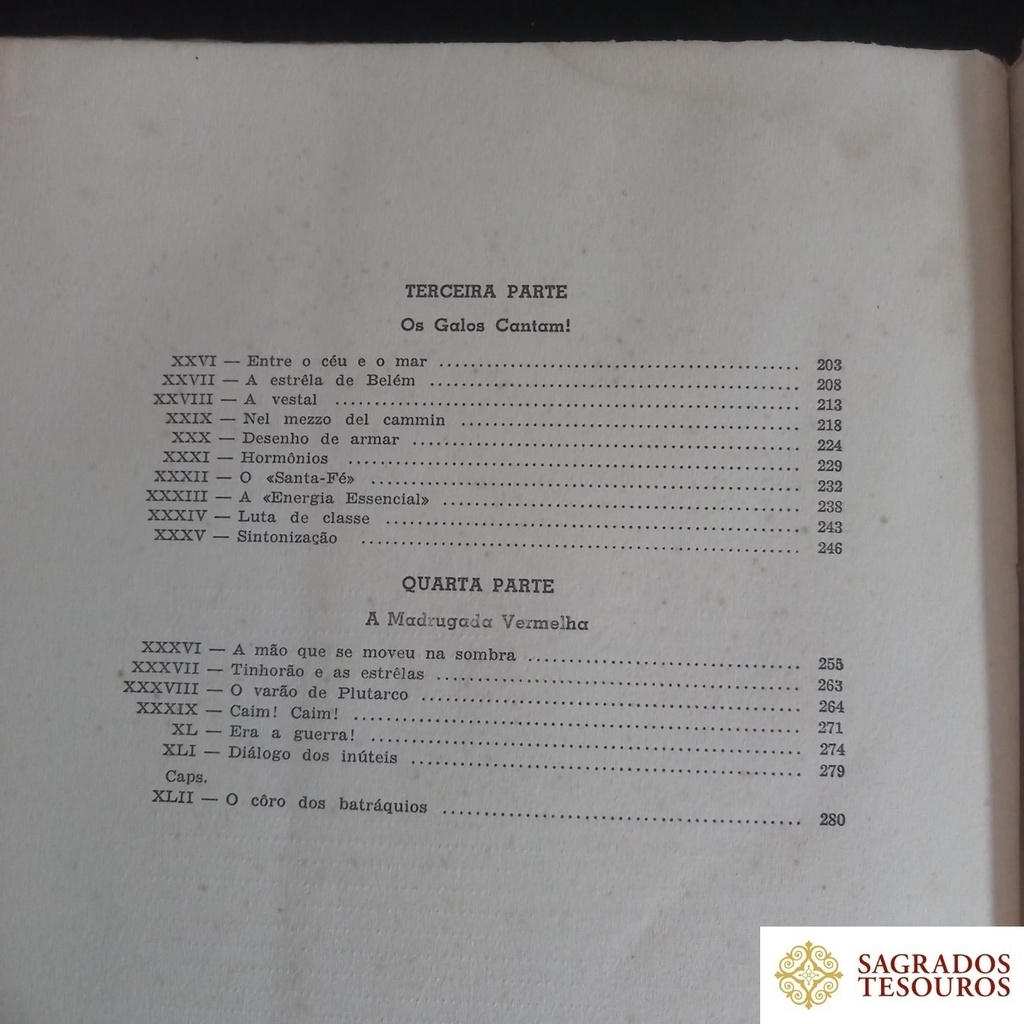 TERCEIRA PARTE
Os Galos Cantam!
XXVI — Entre o céu e o mar ........ 203
XXVII — A estrêla de Belém ........ 208
XXVIII — A vestal ........ 213
XXIX — Nel mezzo del cammin ........ 218
XXX — Desenho de armar ........ 224
XXXI — Hormônios ........ 229
XXXII — O «Santa-Fé» ........ 232
XXXIII — A «Energia Essencial» ........ 238
XXXIV — Luta de classe ........ 243
XXXV — Sintonização ........ 246
QUARTA PARTE
A Madrugada Vermelha
XXXVI — A mão que se moveu na sombra ........ 255
XXXVII — Tinhorão e as estrêlas ........ 263
XXXVIII — O varão de Plutarco ........ 264
XXXIX — Caim! Caim! ........ 271
XL — Era a guerra! ........ 274
XLI — Diálogo dos inúteis ........ 279
Caps.
XLII — O côro dos batráquios ........ 280
SAGRADOS
TESOUROS